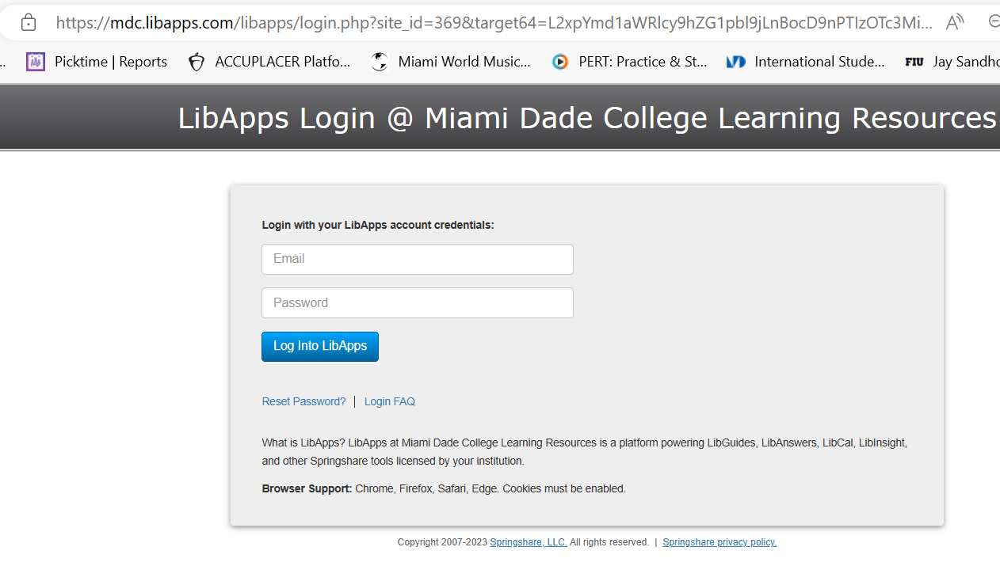 https://mdc.libapps.com/libapps/login.php?site_id=369&target64=L2xpYmd1aWRlcy9hZG1pbl9jLnBocD9nPTIzOTc3Mi...
.. Picktime | Reports ACCUPLACER Platfo... Miami World Music... PERT: Practice & St... International Stude... FIU Jay Sandho
LibApps Login @ Miami Dade College Learning Resources
Login with your LibApps account credentials:
Email
Password
Log Into LibApps
Reset Password? | Login FAQ
What is LibApps? LibApps at Miami Dade College Learning Resources is a platform powering LibGuides, LibAnswers, LibCal, LibInsight,
and other Springshare tools licensed by your institution.
Browser Support: Chrome, Firefox, Safari, Edge. Cookies must be enabled.
Copyright 2007-2023 Springshare, LLC. All rights reserved. | Springshare privacy policy.